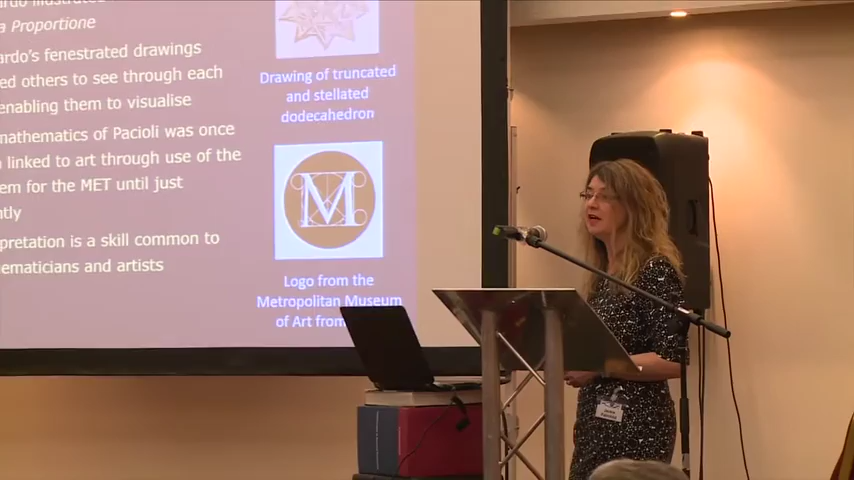 ardo illustrated
a Proportione
ardo's fenestrated drawings
ed others to see through each
enabling them to visualise
mathematics of Pacioli was once
linked to art through use of the
em for the MET until just
ntly
pretation is a skill common to
ematicians and artists
Drawing of truncated
and stellated
dodecahedron
M
Logo from the
Metropolitan Museum
of Art from